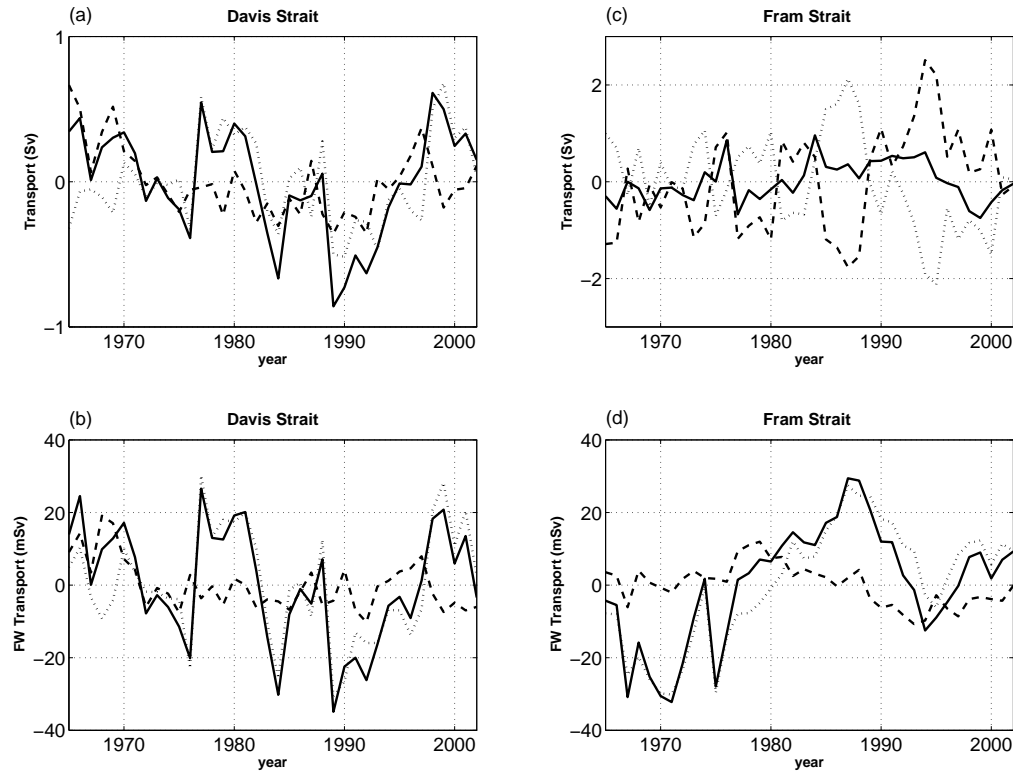 (a)
Davis Strait
1
0
−1
Transport (Sv)
1970 1980 1990 2000
year
(c)
Fram Strait
2
0
−2
Transport (Sv)
1970 1980 1990 2000
year
(b)
Davis Strait
40
20
0
−20
−40
FW Transport (mSv)
1970 1980 1990 2000
year
(d)
Fram Strait
40
20
0
−20
−40
FW Transport (mSv)
1970 1980 1990 2000
year